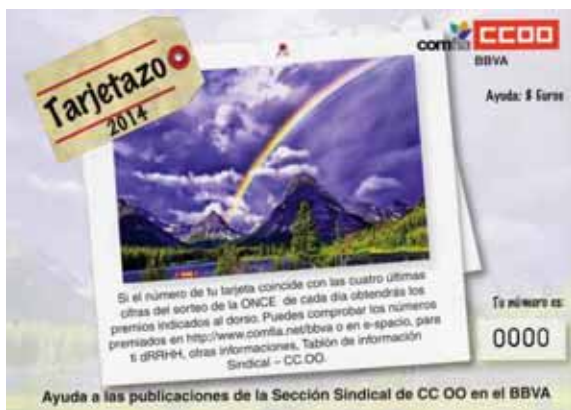 Tarjetazo
2014
comfia CCOO
BBVA
Ayuda: 8 Euros
Si el número de tu tarjeta coincide con las cuatro últimas
cifras del sorteo de la ONCE de cada día obtendrás los
premios indicados al dorso. Puedes comprobar los números
premiados en http://www.comfia.net/bbva o en e-spacio, para
ti dRRHH, otras informaciones, Tablón de información
Sindical – CC.OO.
Tu número es:
0000
Ayuda a las publicaciones de la Sección Sindical de CC OO en el BBVA